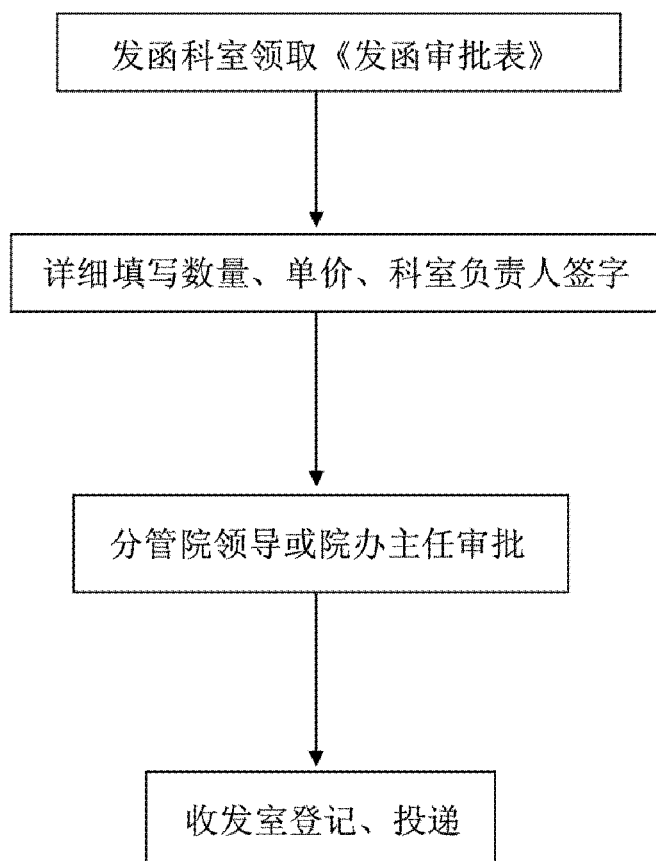 发函科室领取《发函审批表》
详细填写数量、单价、科室负责人签字
分管院领导或院办主任审批
收发室登记、投递